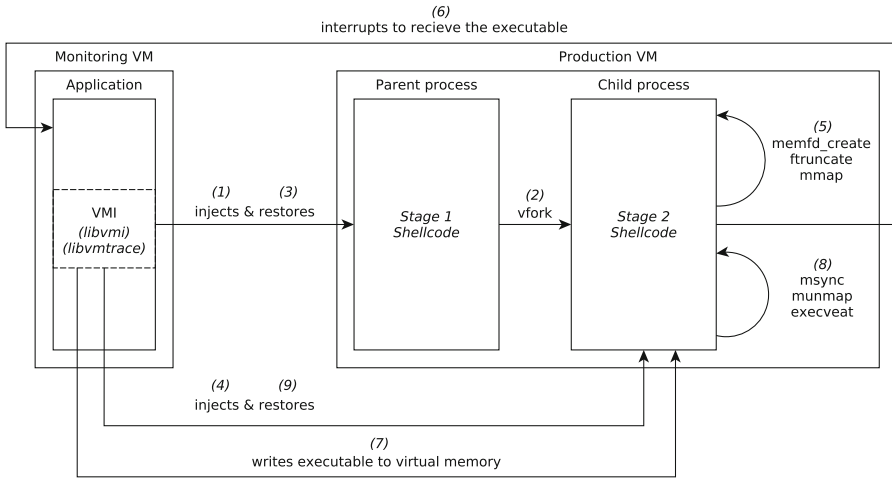 (6)
interrupts to recieve the executable
Monitoring VM
Production VM
Application
Parent process
Child process
(5)
memfd_create
ftruncate
mmap
(1) (3)
injects & restores
(2)
vfork
VMI
(libvmi)
(libvmtrace)
Stage 1
Shellcode
Stage 2
Shellcode
(8)
msync
munmap
execveat
(4) (9)
injects & restores
(7)
writes executable to virtual memory